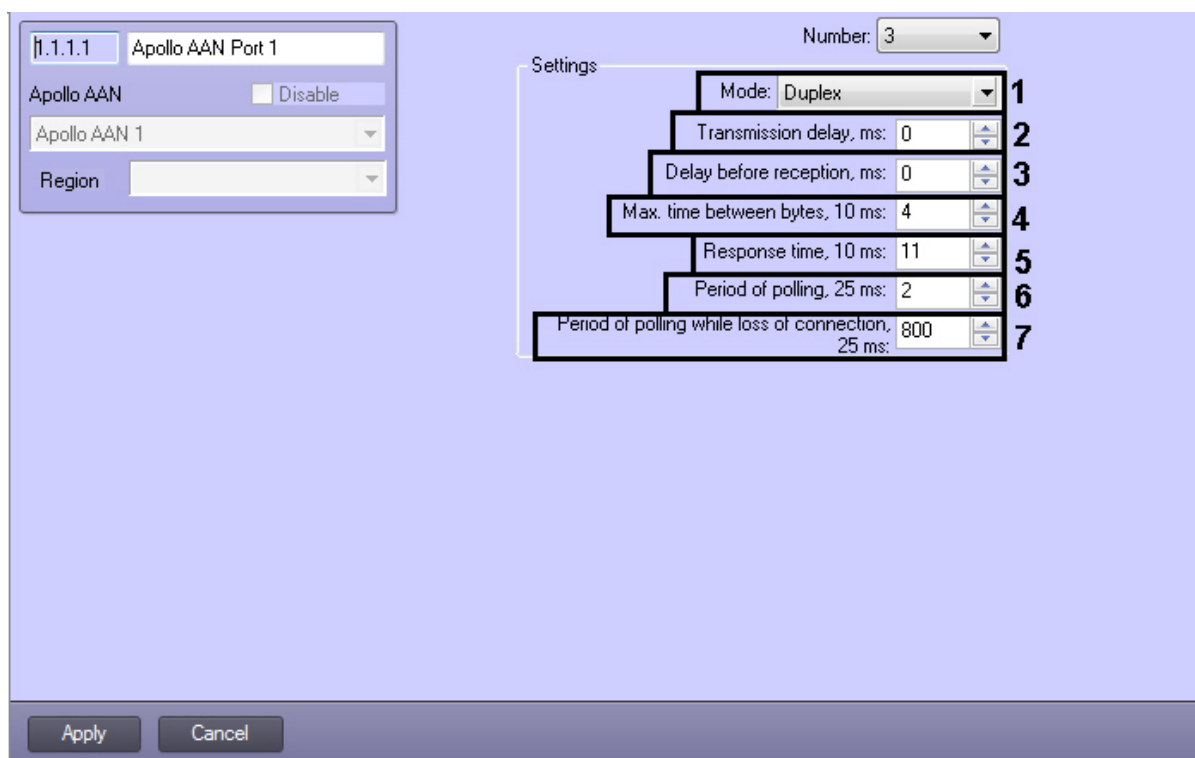 1.1.1.1 Apollo AAN Port 1
Apollo AAN Disable
Apollo AAN 1
Region
Number: 3
Settings
Mode: Duplex 1
Transmission delay, ms: 0 2
Delay before reception, ms: 0 3
Max. time between bytes, 10 ms: 4 4
Response time, 10 ms: 11 5
Period of polling, 25 ms: 2 6
Period of polling while loss of connection, 800 7
25 ms:
Apply Cancel